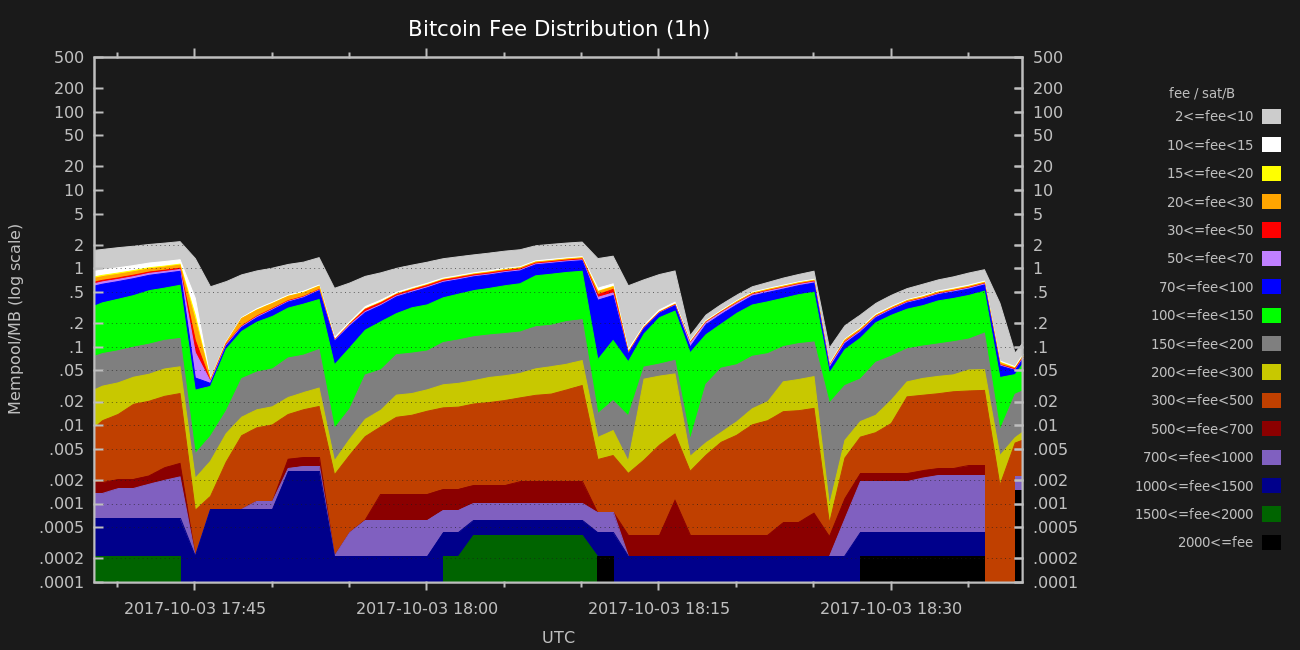 Bitcoin Fee Distribution (1h)
Mempool/MB (log scale)
500
200
100
50
20
10
5
2
1
.5
.2
.1
.05
.02
.01
.005
.002
.001
.0005
.0002
.0001
500
200
100
50
20
10
5
2
1
.5
.2
.1
.05
.02
.01
.005
.002
.001
.0005
.0002
.0001
2017-10-03 17:45
2017-10-03 18:00
2017-10-03 18:15
2017-10-03 18:30
UTC
fee / sat/B
2<=fee<10
10<=fee<15
15<=fee<20
20<=fee<30
30<=fee<50
50<=fee<70
70<=fee<100
100<=fee<150
150<=fee<200
200<=fee<300
300<=fee<500
500<=fee<700
700<=fee<1000
1000<=fee<1500
1500<=fee<2000
2000<=fee